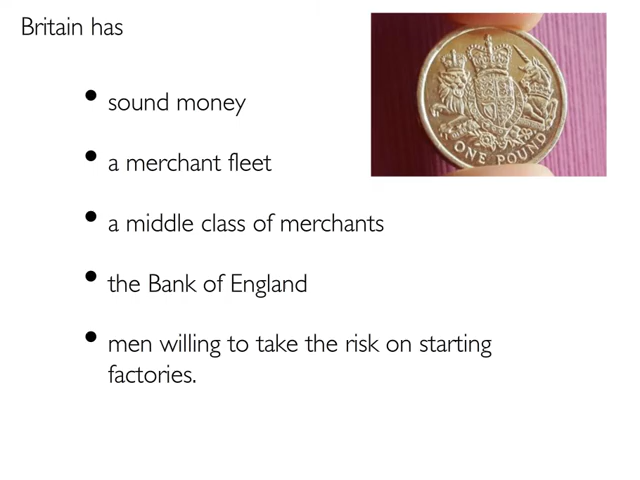 Britain has
• sound money
• a merchant fleet
• a middle class of merchants
• the Bank of England
• men willing to take the risk on starting
factories.
ONE POUND